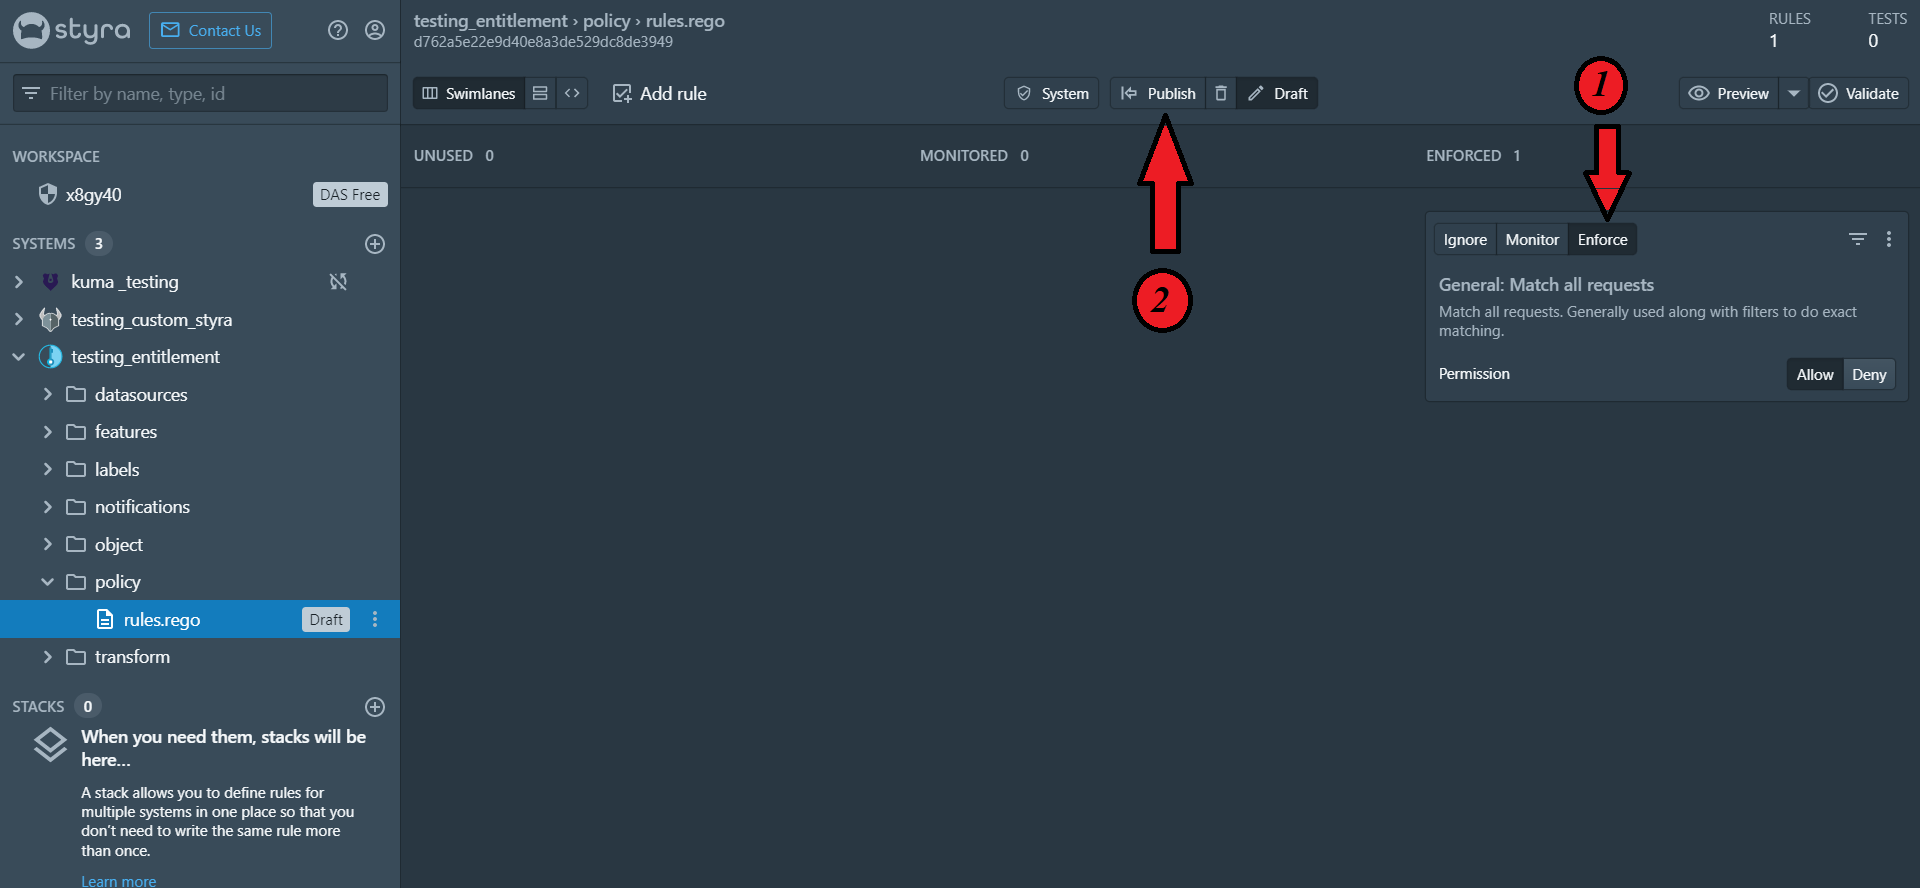 styra
Contact Us
Filter by name, type, id
WORKSPACE
x8gy40
DAS Free
SYSTEMS 3
kuma _testing
testing_custom_styra
testing_entitlement
datasources
features
labels
notifications
object
policy
rules.rego
Draft
transform
STACKS 0
When you need them, stacks will be
here...
A stack allows you to define rules for
multiple systems in one place so that you
don't need to write the same rule more
than once.
Learn more
testing_entitlement › policy › rules.rego
d762a5e22e9d40e8a3de529dc8de3949
RULES
1
TESTS
0
Swimlanes
Add rule
System
Publish
Draft
Preview
Validate
1
2
UNUSED 0
MONITORED 0
ENFORCED 1
Ignore Monitor Enforce
General: Match all requests
Match all requests. Generally used along with filters to do exact
matching.
Permission
Allow Deny